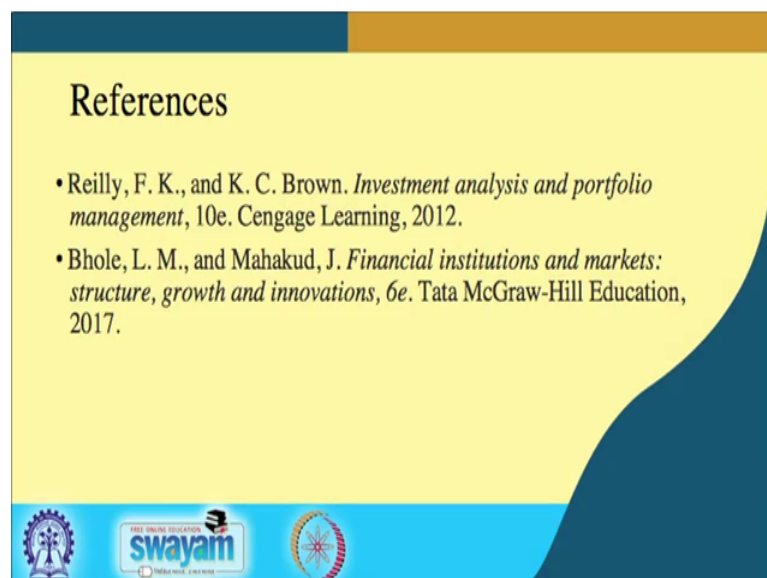 References
• Reilly, F. K., and K. C. Brown. Investment analysis and portfolio
management, 10e. Cengage Learning, 2012.
• Bhole, L. M., and Mahakud, J. Financial institutions and markets:
structure, growth and innovations, 6e. Tata McGraw-Hill Education,
2017.
FREE ONLINE EDUCATION
swayam